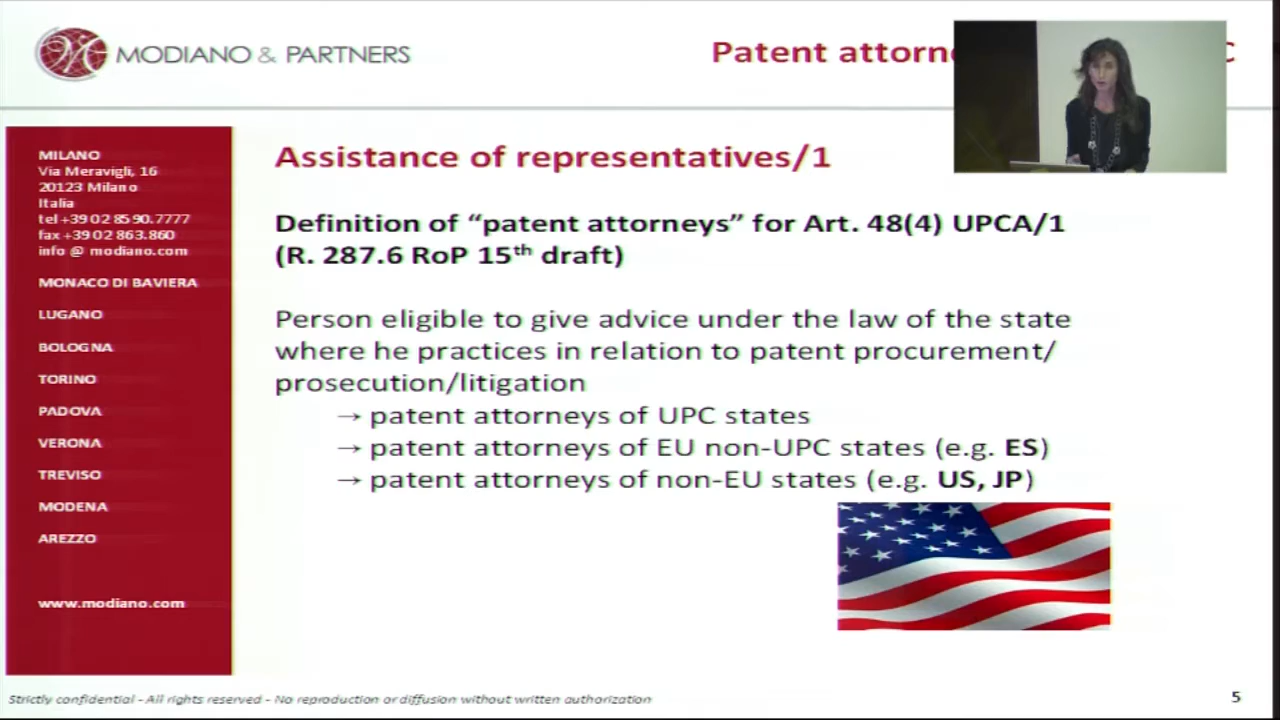 MODIANO & PARTNERS
Patent attorne
C
MILANO
Via Meravigli, 16
20123 Milano
Italia
tel +39 02 85 90.7777
fax +39 02 863.860
info @ modiano.com
MONACO DI BAVIERA
LUGANO
BOLOGNA
TORINO
PADOVA
VERONA
TREVISO
MODENA
AREZZO
www.modiano.com
Assistance of representatives/1
Definition of “patent attorneys” for Art. 48(4) UPCA/1
(R. 287.6 RoP 15th draft)
Person eligible to give advice under the law of the state
where he practices in relation to patent procurement/
prosecution/litigation
→ patent attorneys of UPC states
→ patent attorneys of EU non-UPC states (e.g. ES)
→ patent attorneys of non-EU states (e.g. US, JP)
Strictly confidential - All rights reserved - No reproduction or diffusion without written authorization
5